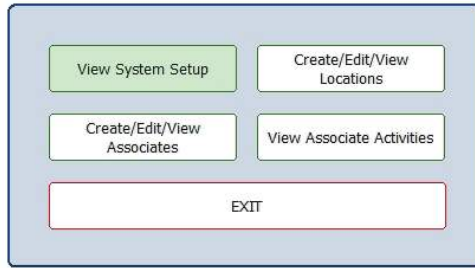 View System Setup
Create/Edit/View
Locations
Create/Edit/View
Associates
View Associate Activities
EXIT